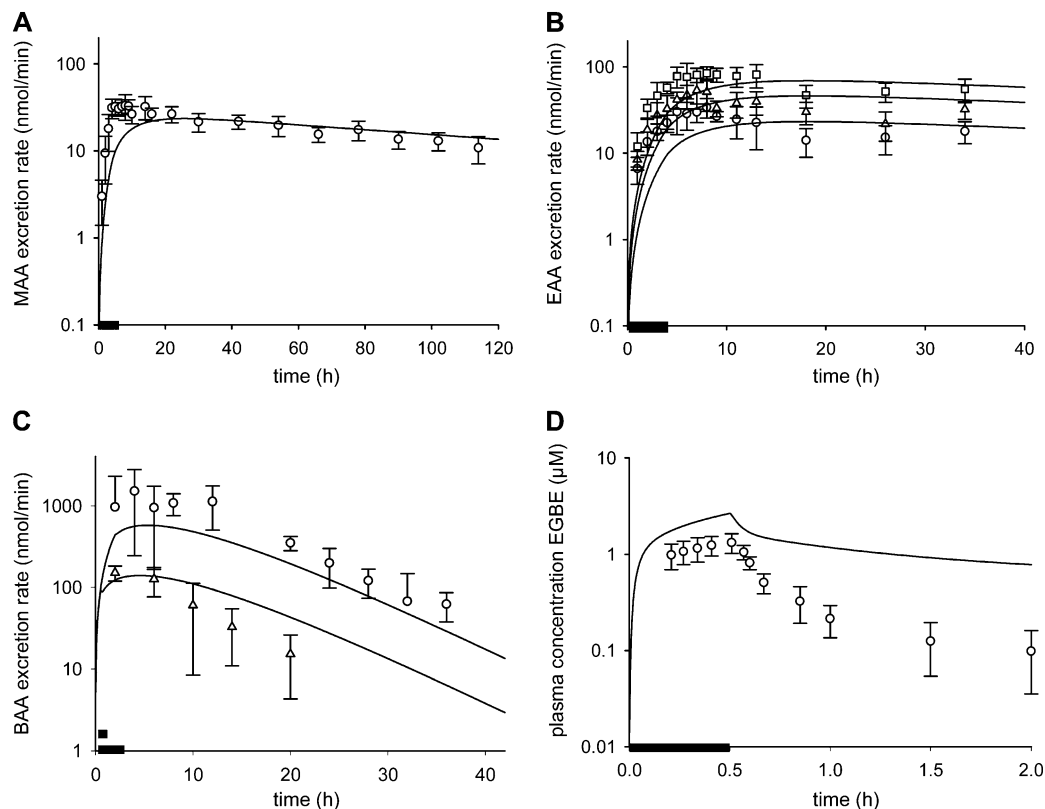 A
MAA excretion rate (nmol/min)
100
10
1
0.1
0 20 40 60 80 100 120
time (h)
B
EAA excretion rate (nmol/min)
100
10
1
0.1
0 10 20 30 40
time (h)
C
BAA excretion rate (nmol/min)
1000
100
10
1
0 10 20 30 40
time (h)
D
plasma concentration EGBE (µM)
10
1
0.1
0.01
0.0 0.5 1.0 1.5 2.0
time (h)